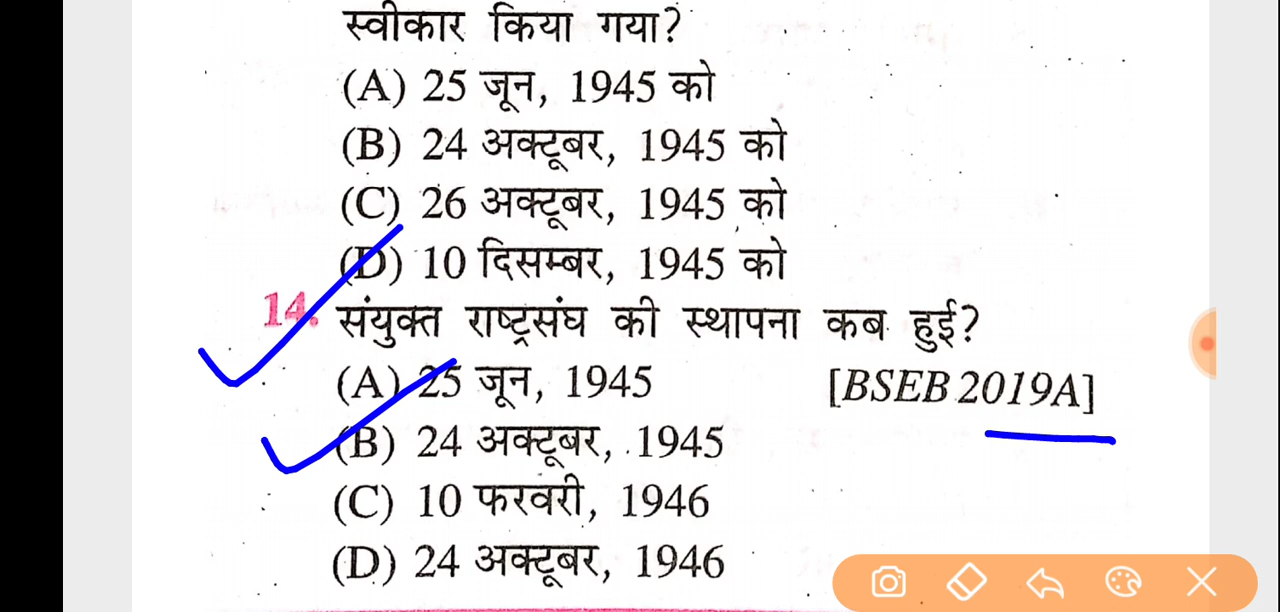 स्वीकार किया गया?
(A) 25 जून, 1945 को
(B) 24 अक्टूबर, 1945 को
(C) 26 अक्टूबर, 1945 को
(D) 10 दिसम्बर, 1945 को
14. संयुक्त राष्ट्रसंघ की स्थापना कब हुई?
(A) 25 जून, 1945 [BSEB 2019A]
(B) 24 अक्टूबर, 1945
(C) 10 फरवरी, 1946
(D) 24 अक्टूबर, 1946